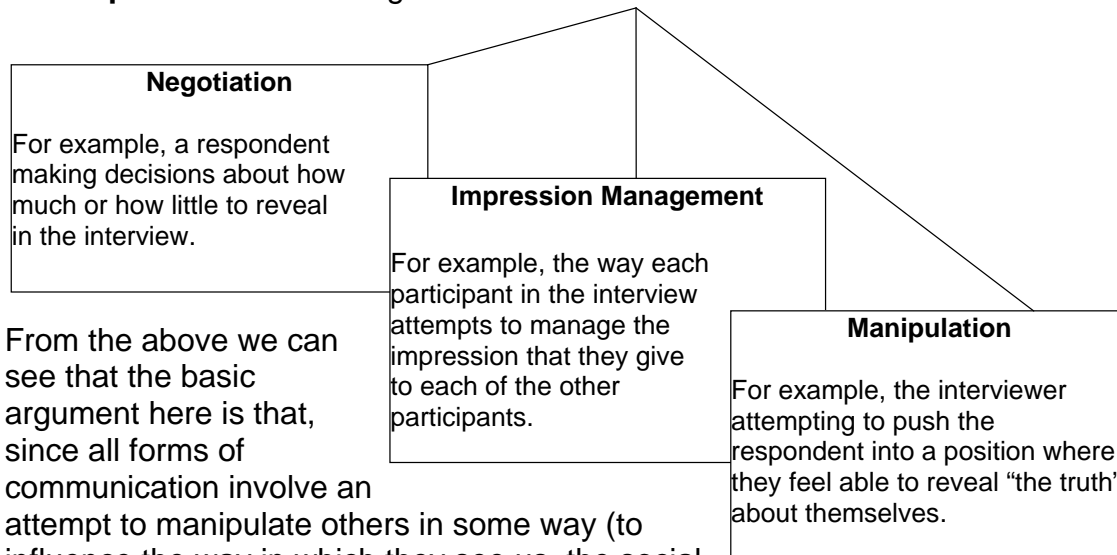 Negotiation
For example, a respondent
making decisions about how
much or how little to reveal
in the interview.
Impression Management
For example, the way each
participant in the interview
attempts to manage the
impression that they give
to each of the other
participants.
Manipulation
For example, the interviewer
attempting to push the
respondent into a position where
they feel able to reveal “the truth”
about themselves.
From the above we can
see that the basic
argument here is that,
since all forms of
communication involve an
attempt to manipulate others in some way (to
influence the way in which they see us, the social